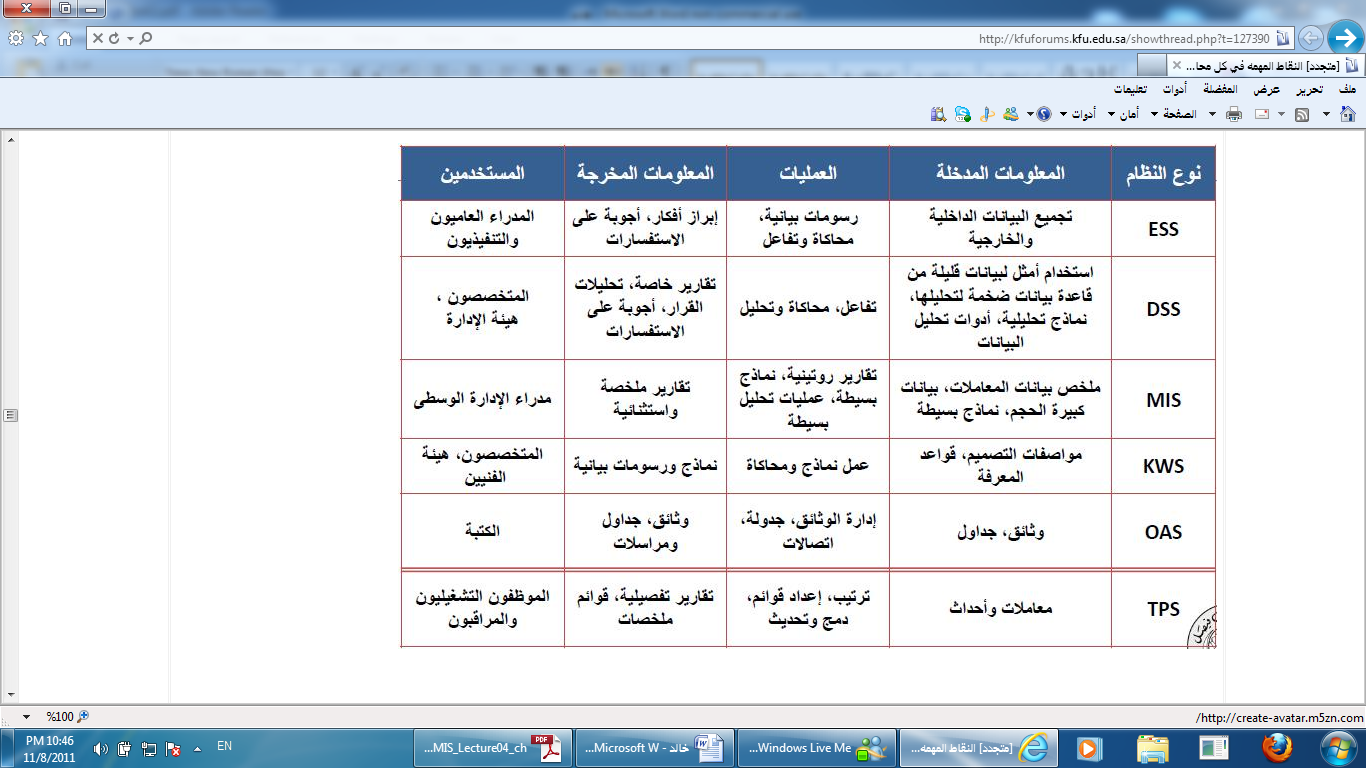 http://kfuforums.kfu.edu.sa/showthread.php?t=127390
[متجدد] النقاط المهمه في كل محا...
ملف تحرير عرض المفضلة أدوات تعليمات
الصفحة أمان أدوات
نوع النظام المعلومات المدخلة العمليات المعلومات المخرجة المستخدمين
ESS
تجميع البيانات الداخلية
والخارجية
رسومات بيانية،
محاكاة وتفاعل
إبراز أفكار، أجوبة على
الاستفسارات
المدراء العاميون
والتنفيذيون
DSS
استخدام أمثل لبيانات قليلة من
قاعدة بيانات ضخمة لتحليلها،
نماذج تحليلية، أدوات تحليل
البيانات
تفاعل، محاكاة وتحليل
تقارير خاصة، تحليلات
القرار، أجوبة على
الاستفسارات
المتخصصون ،
هيئة الإدارة
MIS
ملخص بيانات المعاملات، بيانات
كبيرة الحجم، نماذج بسيطة
تقارير روتينية، نماذج
بسيطة، عمليات تحليل
بسيطة
تقارير ملخصة
واستثنائية
مدراء الإدارة الوسطى
KWS
مواصفات التصميم، قواعد
المعرفة
عمل نماذج ومحاكاة
نماذج ورسومات بيانية
المتخصصون، هيئة
الفنيين
OAS
وثائق، جداول
إدارة الوثائق، جدولة،
اتصالات
وثائق، جداول
ومراسلات
الكتبة
TPS
معاملات وأحداث
ترتيب، إعداد قوائم،
دمج وتحديث
تقارير تفصيلية، قوائم
ملخصات
الموظفون التشغيليون
والمراقبون
%100
http://create-avatar.m5zn.com/
[متجدد] النقاط المهمه...
Windows Live Me...
خالد - Microsoft W...
MIS_Lecture04_ch...
EN
PM 10:46
11/8/2011